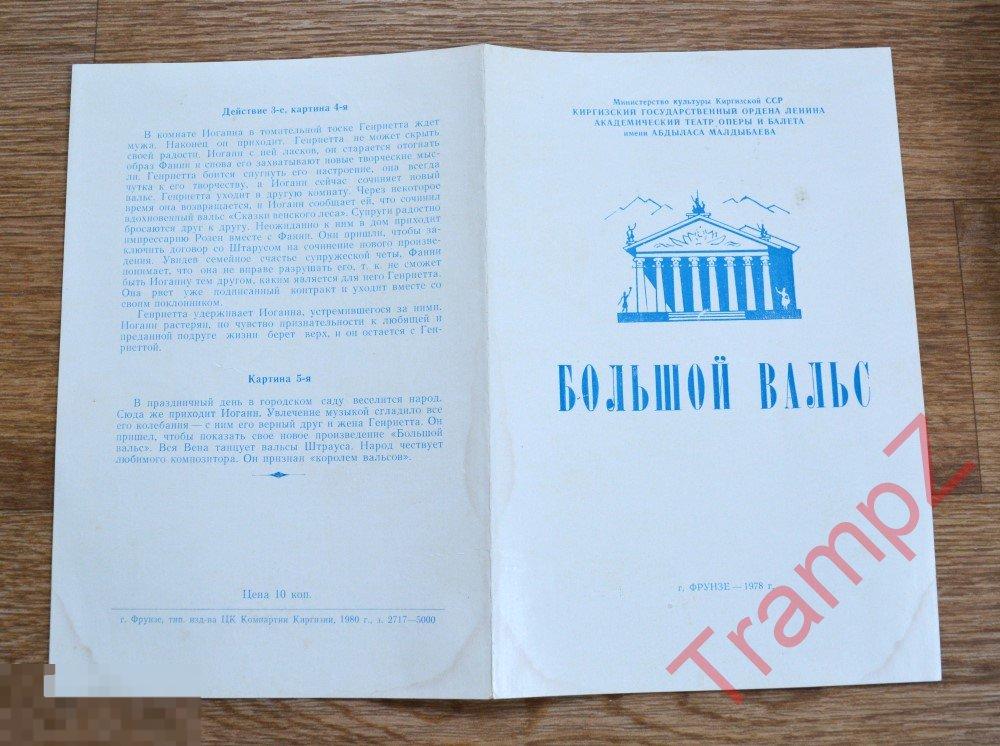 Действие 3-е, картина 4-я
В комнате Иоганна в томительной тоске Генриетта ждет
мужа. Наконец он приходит. Генриетта не может скрыть
своей радости. Иоганн с ней ласков, он старается отогнать
образ Фанни и снова его захватывают новые творческие мыс-
ли. Генриетта боится спугнуть его настроение, она всегда
чутка к его творчеству, а Иоганн сейчас сочиняет новый
вальс. Генриетта уходит в другую комнату. Через некоторое
время она возвращается, и Иоганн сообщает ей, что сочинил
вдохновенный вальс «Сказки венского леса». Супруги радостно
бросаются друг к другу. Неожиданно к ним в дом приходит
импрессарио Розен вместе с Фанни. Они пришли, чтобы за-
ключить договор со Штарусом на сочинение нового произве-
дения. Увидев семейное счастье супружеской четы, Фанни
понимает, что она не вправе разрушать его, т. к. не сможет
быть Иоганну тем другом, каким является для него Генриетта.
Она рвет уже подписанный контракт и уходит вместе со
своим поклонником.
Генриетта удерживает Иоганна, устремившегося за ними.
Иоганн растерян, но чувство признательности к любящей и
преданной подруге жизни берет верх, и он остается с Ген-
риеттой.
Картина 5-я
В праздничный день в городском саду веселится народ.
Сюда же приходит Иоганн. Увлечение музыкой сгладило все
его колебания — с ним его верный друг и жена Генриетта. Он
пришел, чтобы показать свое новое произведение «Большой
вальс». Вся Вена танцует вальсы Штрауса. Народ чествует
любимого композитора. Он признан «королем вальсов».
Цена 10 коп.
г. Фрунзе, тип. изд-ва ЦК Компартии Киргизии, 1980 г., з. 2717—5000
Министерство культуры Киргизской ССР
КИРГИЗСКИЙ ГОСУДАРСТВЕННЫЙ ОРДЕНА ЛЕНИНА
АКАДЕМИЧЕСКИЙ ТЕАТР ОПЕРЫ И БАЛЕТА
имени АБДЫЛАСА МАЛДЫБАЕВА
БОЛЬШОЙ ВАЛЬС
г. ФРУНЗЕ — 1978 г.
TrampZ